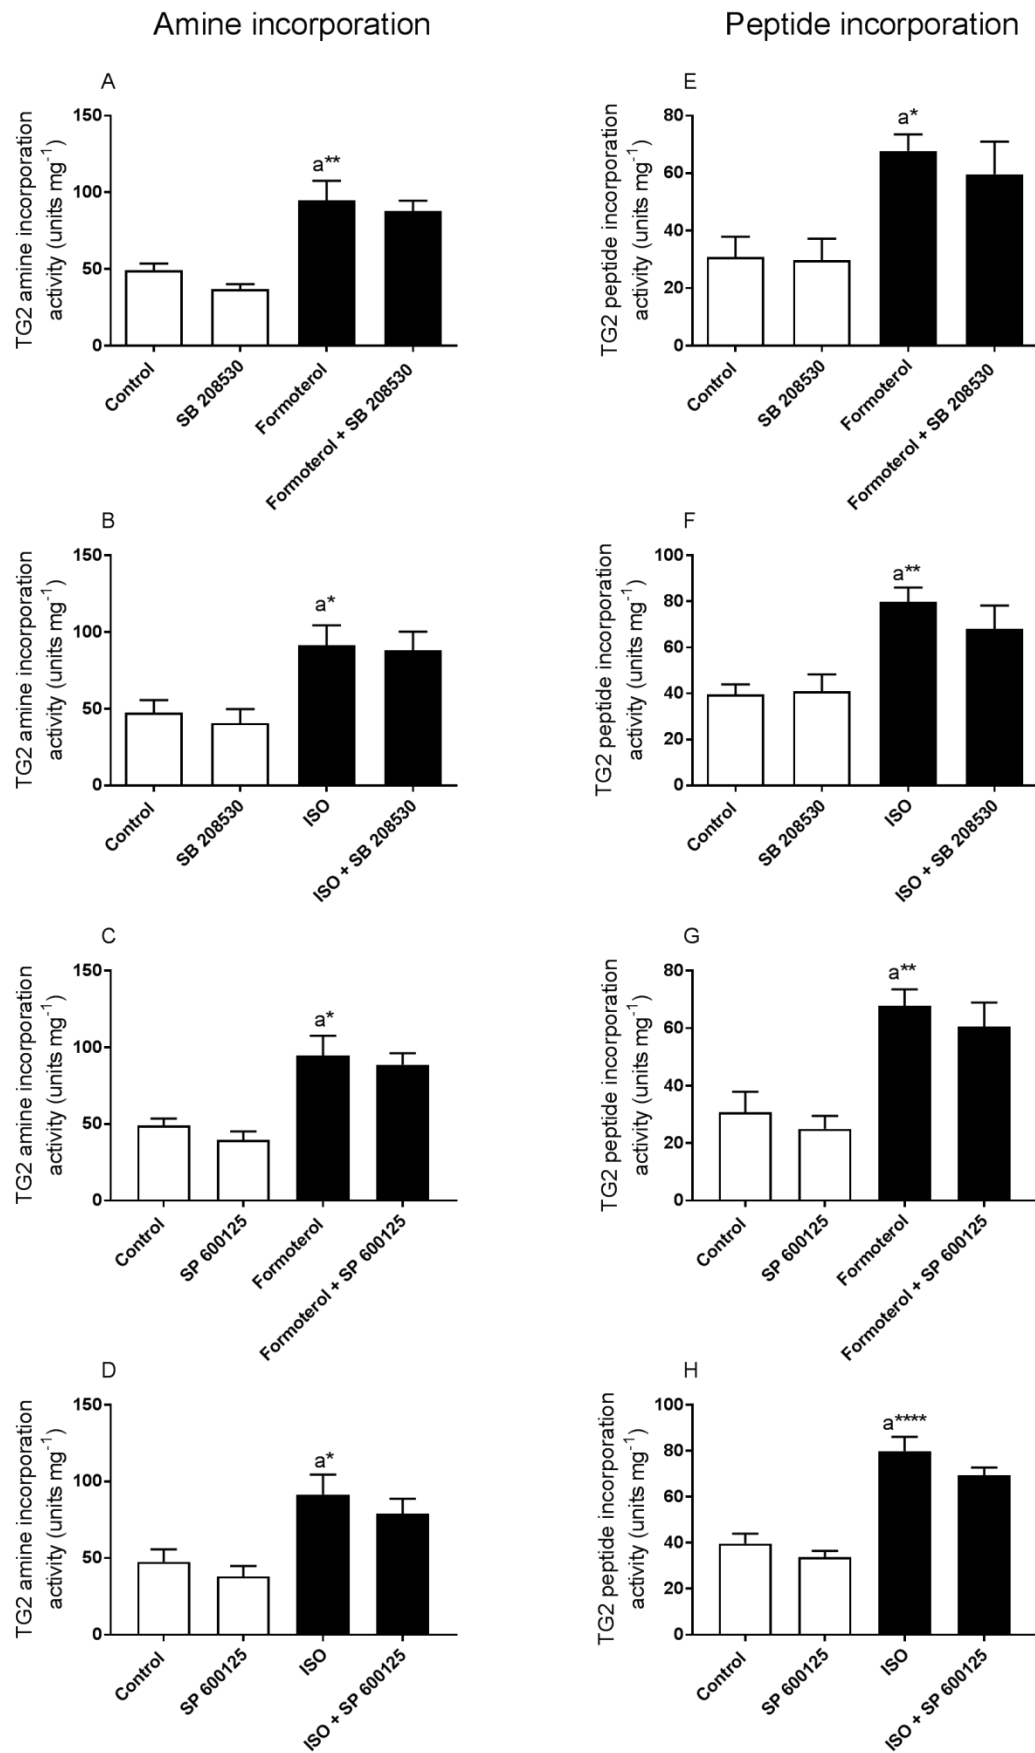 Amine incorporation
Peptide incorporation
A
TG2 amine incorporation
activity (units mg-1)
150
100
50
0
a**
Control
SB 208530
Formoterol
Formoterol + SB 208530
E
TG2 peptide incorporation
activity (units mg-1)
80
60
40
20
0
a*
Control
SB 208530
Formoterol
Formoterol + SB 208530
B
TG2 amine incorporation
activity (units mg-1)
150
100
50
0
a*
Control
SB 208530
ISO
ISO + SB 208530
F
TG2 peptide incorporation
activity (units mg-1)
100
80
60
40
20
0
a**
Control
SB 208530
ISO
ISO + SB 208530
C
TG2 amine incorporation
activity (units mg-1)
150
100
50
0
a*
Control
SP 600125
Formoterol
Formoterol + SP 600125
G
TG2 peptide incorporation
activity (units mg-1)
80
60
40
20
0
a**
Control
SP 600125
Formoterol
Formoterol + SP 600125
D
TG2 amine incorporation
activity (units mg-1)
150
100
50
0
a*
Control
SP 600125
ISO
ISO + SP 600125
H
TG2 peptide incorporation
activity (units mg-1)
100
80
60
40
20
0
a****
Control
SP 600125
ISO
ISO + SP 600125